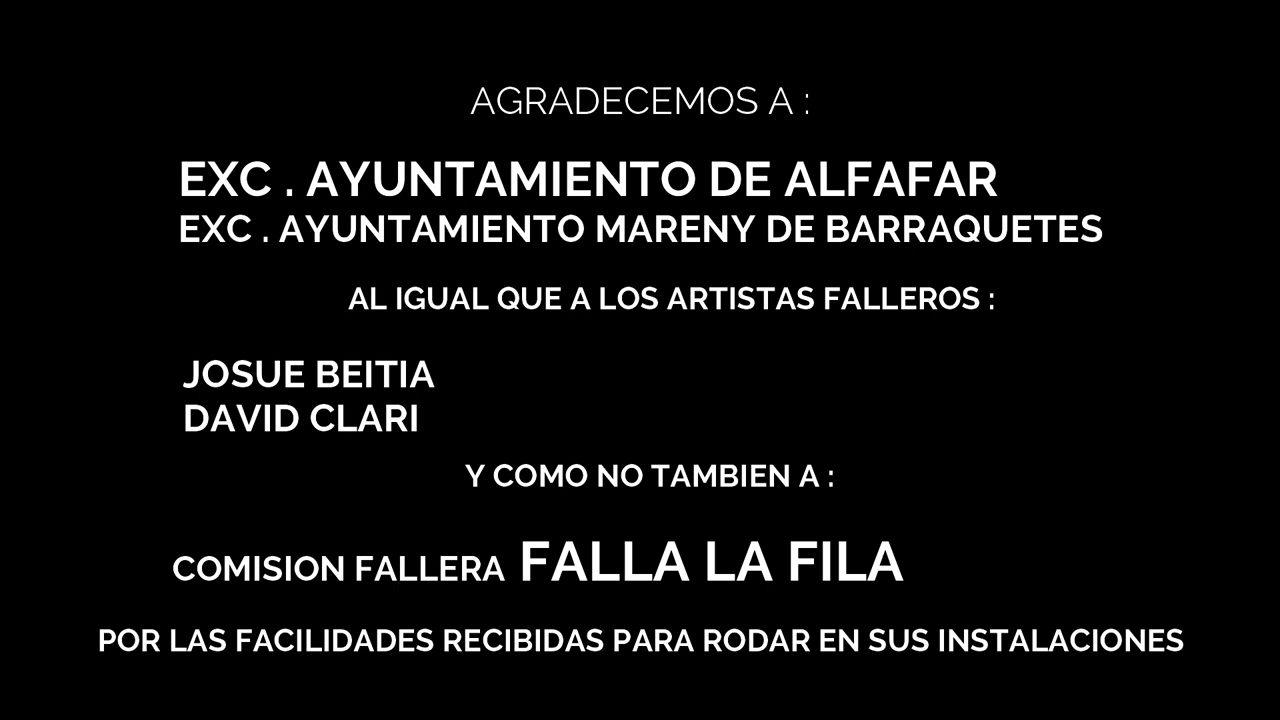 AGRADECEMOS A :
EXC . AYUNTAMIENTO DE ALFAFAR
EXC . AYUNTAMIENTO MARENY DE BARRAQUETES
AL IGUAL QUE A LOS ARTISTAS FALLEROS :
JOSUE BEITIA
DAVID CLARI
Y COMO NO TAMBIEN A :
COMISION FALLERA FALLA LA FILA
POR LAS FACILIDADES RECIBIDAS PARA RODAR EN SUS INSTALACIONES